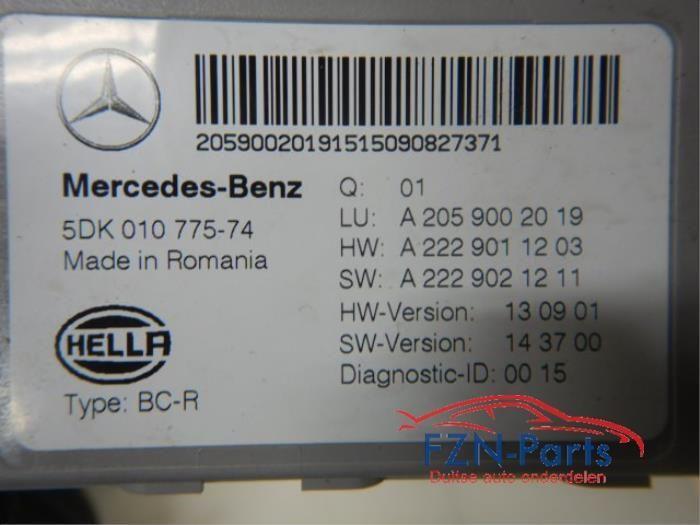 20590020191515090827371
Mercedes-Benz
5DK 010 775-74
Made in Romania
HELLA
Type: BC-R
Q: 01
LU: A 205 900 20 19
HW: A 222 901 12 03
SW: A 222 902 12 11
HW-Version: 13 09 01
SW-Version: 14 37 00
Diagnostic-ID: 00 15
FZN-Parts
Duitse auto onderdelen